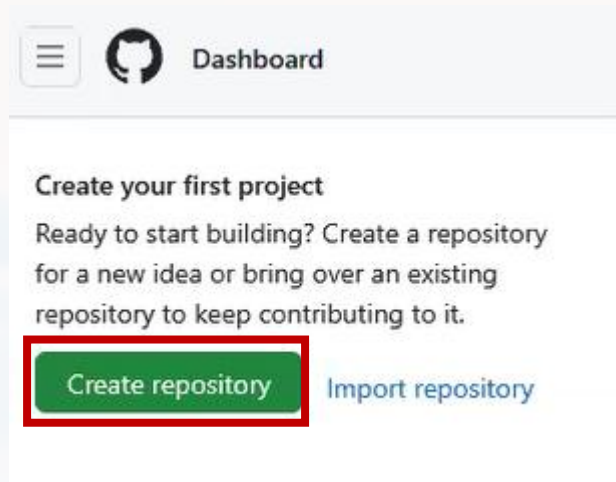 Dashboard
Create your first project
Ready to start building? Create a repository
for a new idea or bring over an existing
repository to keep contributing to it.
Create repository
Import repository